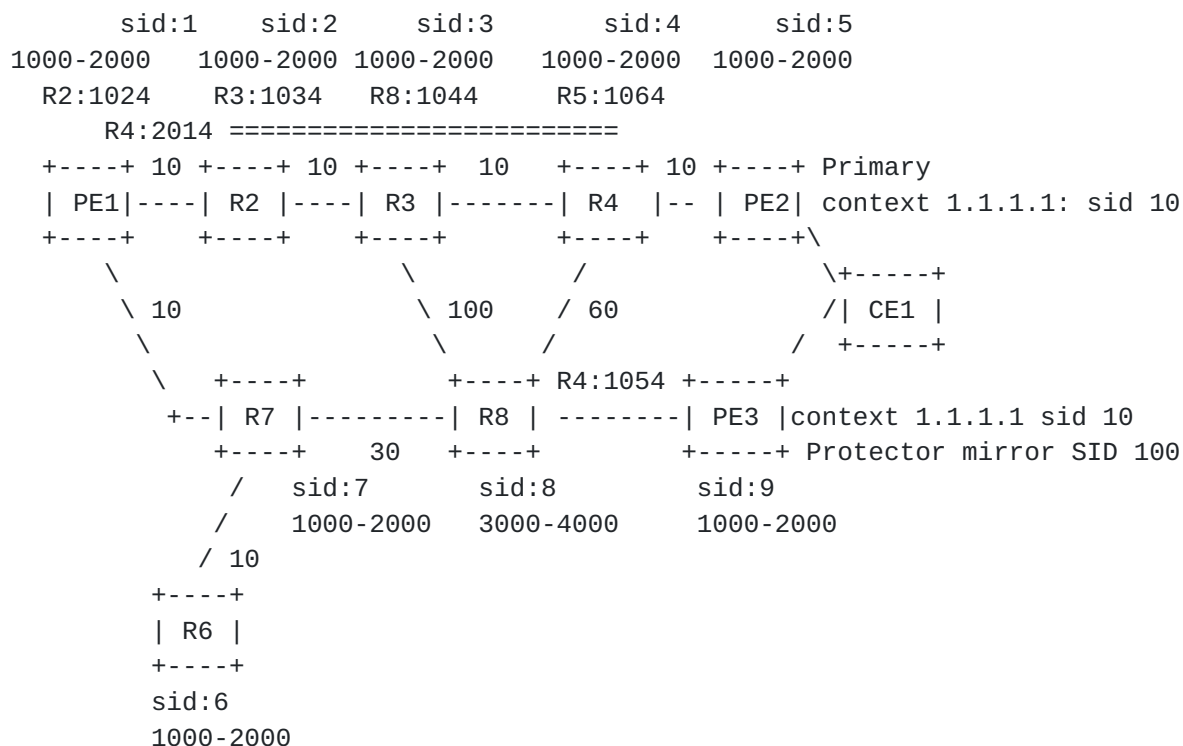 sid:1    sid:2     sid:3       sid:4      sid:5
1000-2000   1000-2000 1000-2000   1000-2000  1000-2000
R2:1024    R3:1034   R8:1044     R5:1064
R4:2014 =========================
+----+ 10 +----+ 10 +----+  10   +----+ 10 +----+ Primary
| PE1|----| R2 |----| R3 |-------| R4  |-- | PE2| context 1.1.1.1: sid 10
+----+    +----+    +----+       +----+    +----+\
\                  \          /               \+-----+
\ 10                 \ 100    / 60              /| CE1 |
\                   \      /               /  +-----+
\   +----+         +----+ R4:1054 +-----+
+--| R7 |---------| R8 | --------| PE3 |context 1.1.1.1 sid 10
+----+    30   +----+         +-----+ Protector mirror SID 100
/   sid:7       sid:8         sid:9
/    1000-2000   3000-4000     1000-2000
/ 10
+----+
| R6 |
+----+
sid:6
1000-2000